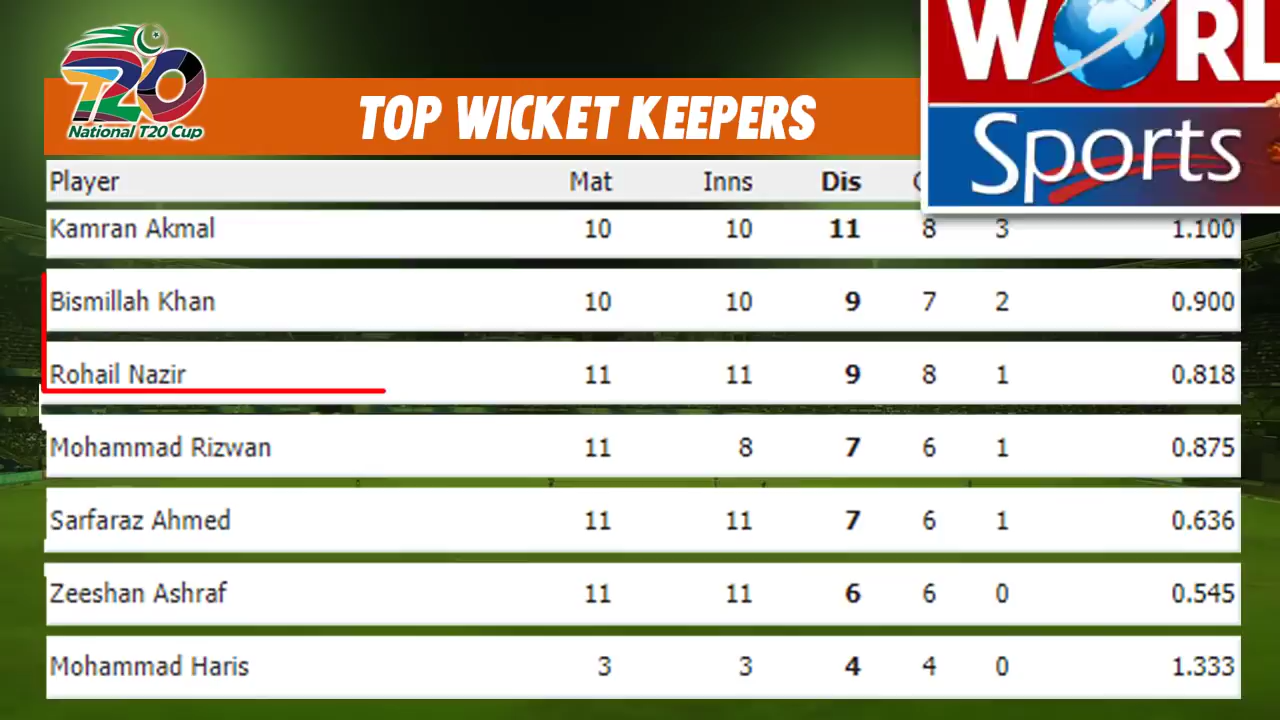 T20
National T20 Cup
TOP WICKET KEEPERS
WORL
Sports
Player Mat Inns Dis
Kamran Akmal 10 10 11 8 3 1.100
Bismillah Khan 10 10 9 7 2 0.900
Rohail Nazir 11 11 9 8 1 0.818
Mohammad Rizwan 11 8 7 6 1 0.875
Sarfaraz Ahmed 11 11 7 6 1 0.636
Zeeshan Ashraf 11 11 6 6 0 0.545
Mohammad Haris 3 3 4 4 0 1.333